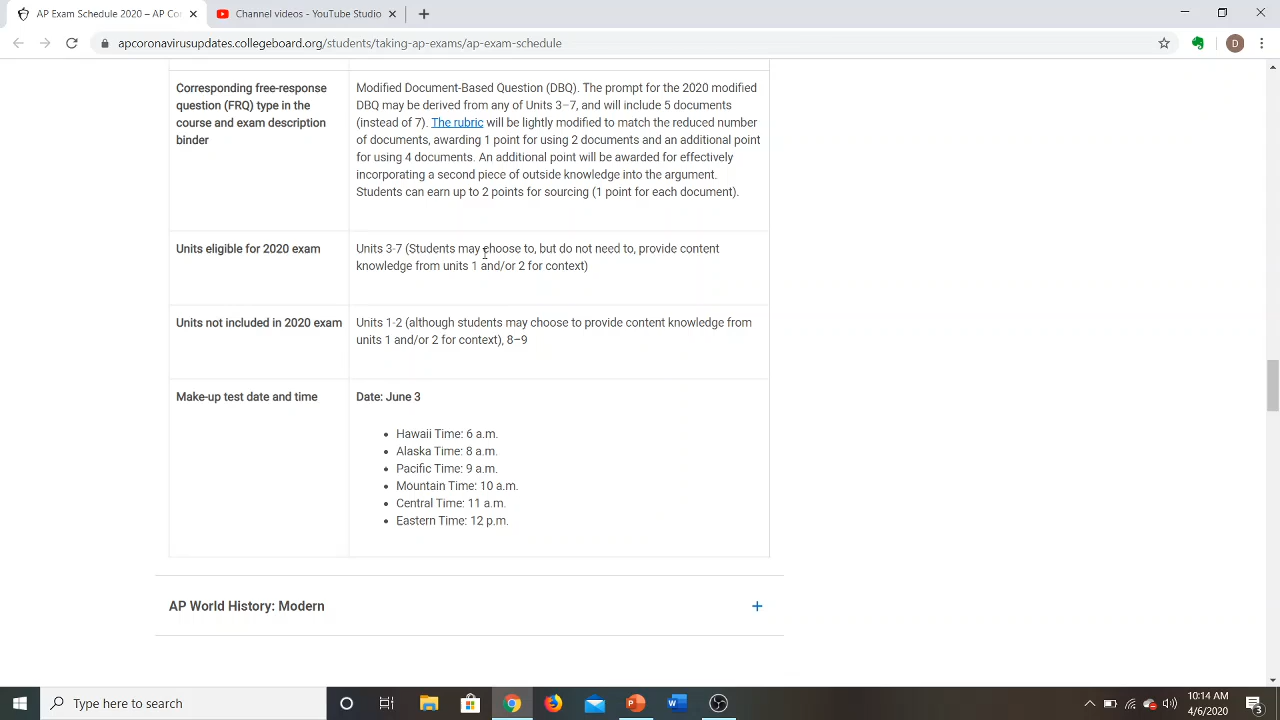 AP Exam Schedule 2020 – AP Cor
Channel videos - YouTube Studio
apcoronavirusupdates.collegeboard.org/students/taking-ap-exams/ap-exam-schedule
D
Corresponding free-response
question (FRQ) type in the
course and exam description
binder
Modified Document-Based Question (DBQ). The prompt for the 2020 modified
DBQ may be derived from any of Units 3–7, and will include 5 documents
(instead of 7). The rubric will be lightly modified to match the reduced number
of documents, awarding 1 point for using 2 documents and an additional point
for using 4 documents. An additional point will be awarded for effectively
incorporating a second piece of outside knowledge into the argument.
Students can earn up to 2 points for sourcing (1 point for each document).
Units eligible for 2020 exam
Units 3-7 (Students may choose to, but do not need to, provide content
knowledge from units 1 and/or 2 for context)
Units not included in 2020 exam
Units 1-2 (although students may choose to provide content knowledge from
units 1 and/or 2 for context), 8–9
Make-up test date and time
Date: June 3
Hawaii Time: 6 a.m.
Alaska Time: 8 a.m.
Pacific Time: 9 a.m.
Mountain Time: 10 a.m.
Central Time: 11 a.m.
Eastern Time: 12 p.m.
AP World History: Modern
Type here to search
10:14 AM
4/6/2020
3